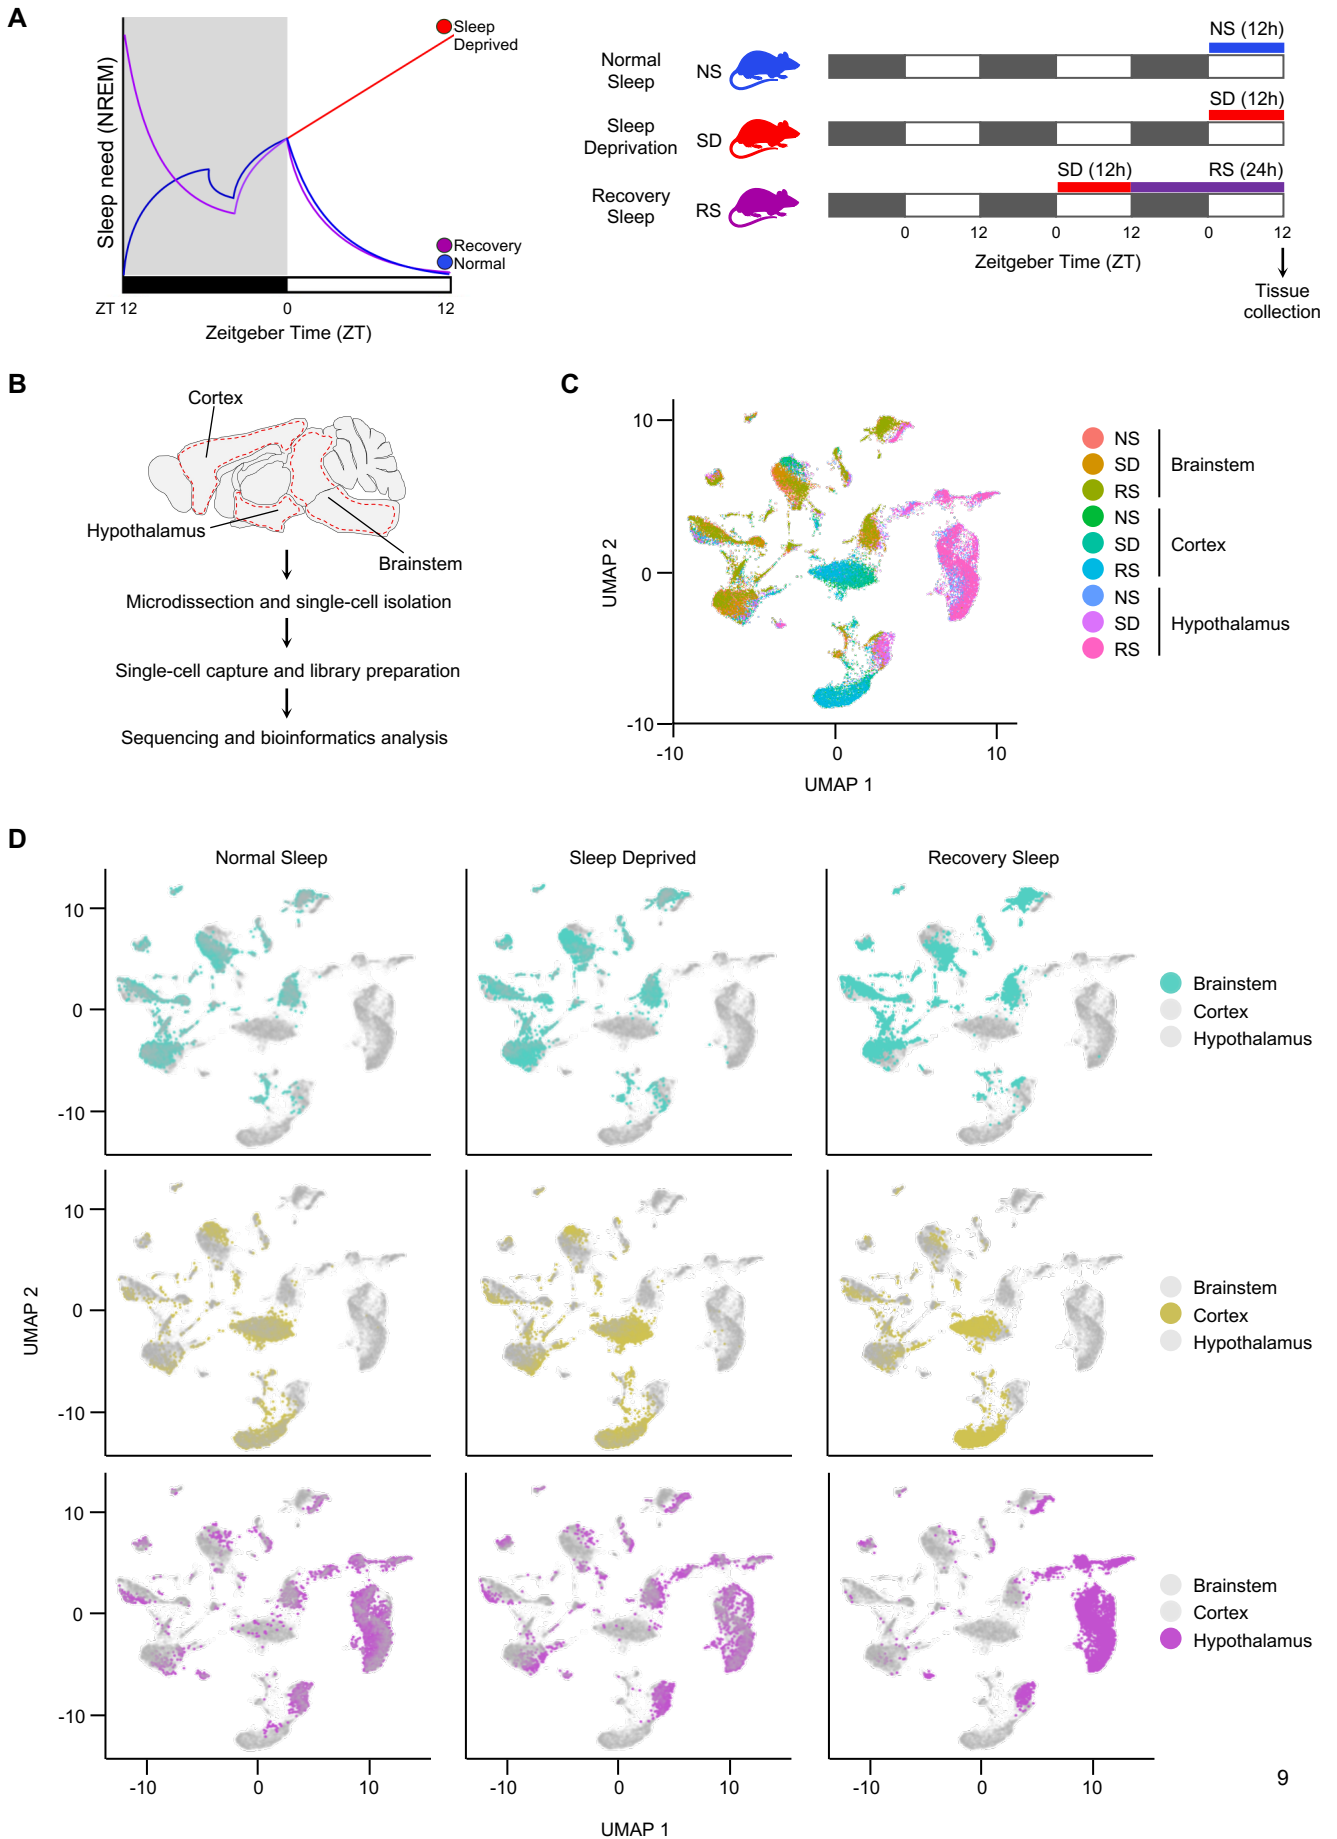 A
Sleep need (NREM)
Sleep
Deprived
Recovery
Normal
ZT 12
0
12
Zeitgeber Time (ZT)
Normal
Sleep
NS
NS (12h)
Sleep
Deprivation
SD
SD (12h)
Recovery
Sleep
RS
SD (12h)
RS (24h)
0
12
0
12
0
12
Zeitgeber Time (ZT)
Tissue
collection
B
Cortex
Hypothalamus
Brainstem
Microdissection and single-cell isolation
Single-cell capture and library preparation
Sequencing and bioinformatics analysis
C
10
0
-10
UMAP 2
-10
0
10
UMAP 1
NS
SD
RS
Brainstem
NS
SD
RS
Cortex
NS
SD
RS
Hypothalamus
D
Normal Sleep
Sleep Deprived
Recovery Sleep
10
0
-10
Brainstem
Cortex
Hypothalamus
10
0
-10
UMAP 2
Brainstem
Cortex
Hypothalamus
10
0
-10
Brainstem
Cortex
Hypothalamus
-10
0
10
-10
0
10
-10
0
10
UMAP 1
9